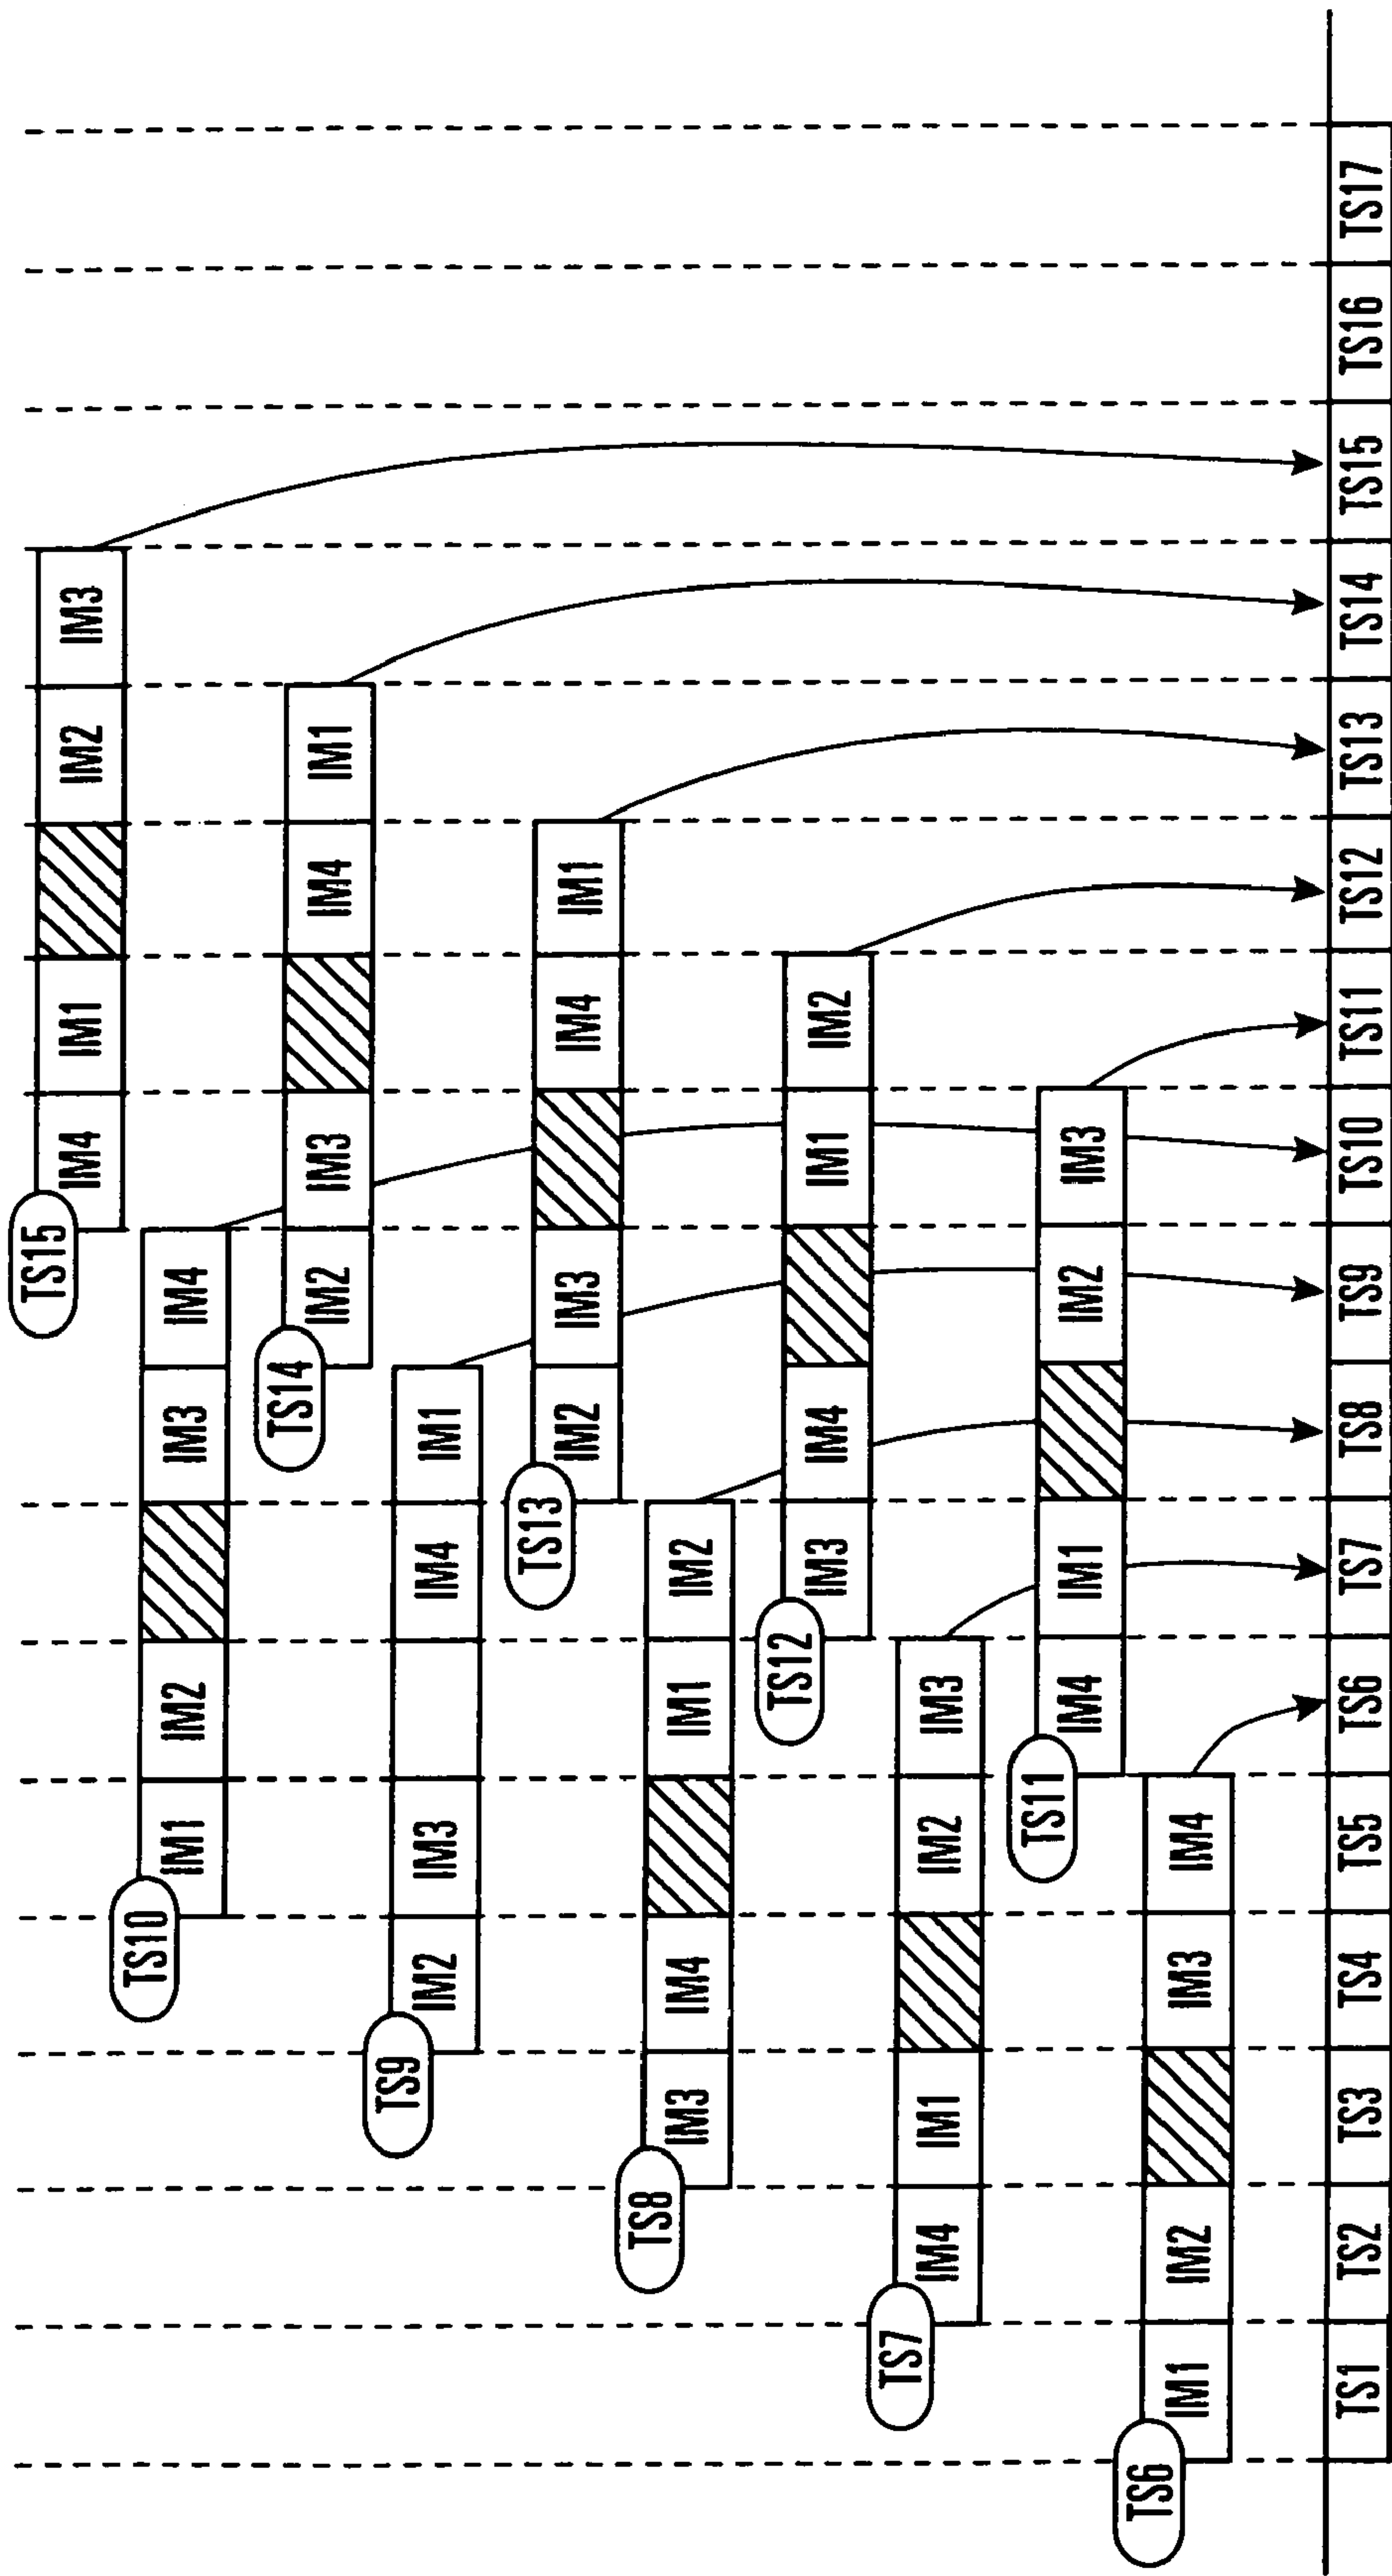 TS15 IM4 IM1 IM2 IM3
TS10 IM1 IM2 IM3 IM4
TS14 IM2 IM3 IM4 IM1
TS9 IM2 IM3 IM4 IM1
TS13 IM2 IM3 IM4 IM1
TS8 IM3 IM4 IM1 IM2
TS12 IM3 IM4 IM1 IM2
TS7 IM4 IM1 IM2 IM3
TS11 IM4 IM1 IM2 IM3
TS6 IM1 IM2 IM3 IM4
TS1 TS2 TS3 TS4 TS5 TS6 TS7 TS8 TS9 TS10 TS11 TS12 TS13 TS14 TS15 TS16 TS17